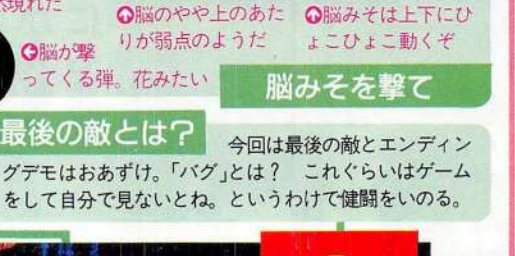 然現れた
脳のやや上のあた
りが弱点のようだ
脳みそは上下にひ
ょこひょこ動くぞ
脳が撃
ってくる弾。花みたい
脳みそを撃て
最後の敵とは?
今回は最後の敵とエンディン
グデモはおあずけ。「バグ」とは? これぐらいはゲーム
をして自分で見ないとね。というわけで健闘をいのる。